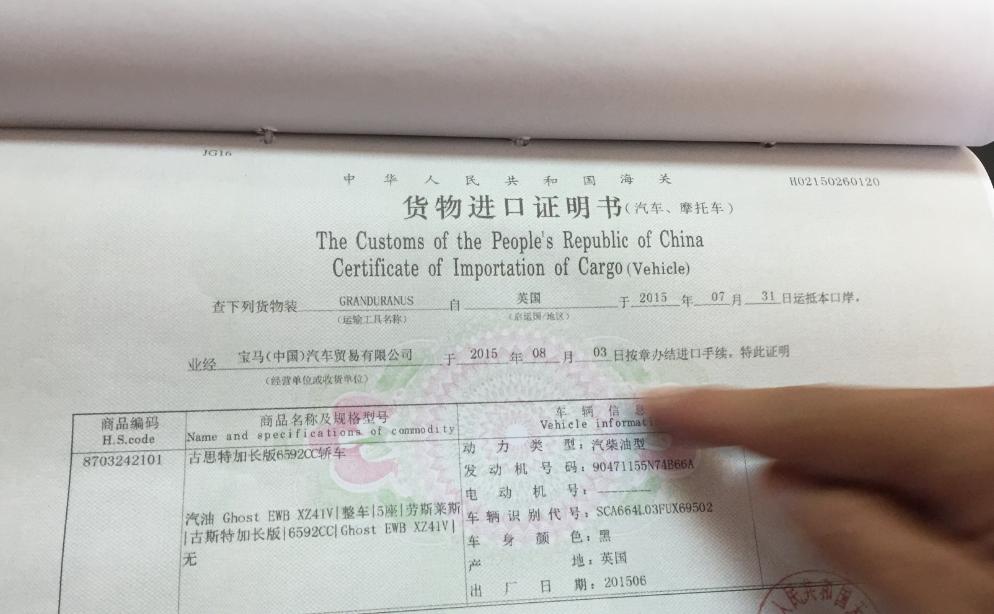 JG16
中华人民共和国海关 H02150260120
货物进口证明书(汽车、摩托车)
The Customs of the People's Republic of China
Certificate of Importation of Cargo (Vehicle)
查下列货物装 GRANDURANUS 自 英国 于 2015 年 07 月 31 日运抵本口岸,
(运输工具名称) (启运国/地区)
业经 宝马(中国)汽车贸易有限公司 于 2015 年 08 月 03 日按章办结进口手续,特此证明
(经营单位或收货单位)
商品编码 商品名称及规格型号 车辆信息
H.S.code Name and specifications of commodity Vehicle informati
8703242101 古思特加长版6592CC轿车 动力类型:汽柴油型
发动机号码:90471155N74B66A
电动机号:————
汽油 Ghost EWB XZ41V|整车|5座|劳斯莱斯 车辆识别代号:SCA664L03FUX69502
|古斯特加长版|6592CC|Ghost EWB XZ41V| 车身颜色:黑
无 产地:英国
出厂日期:201506
人民共和国